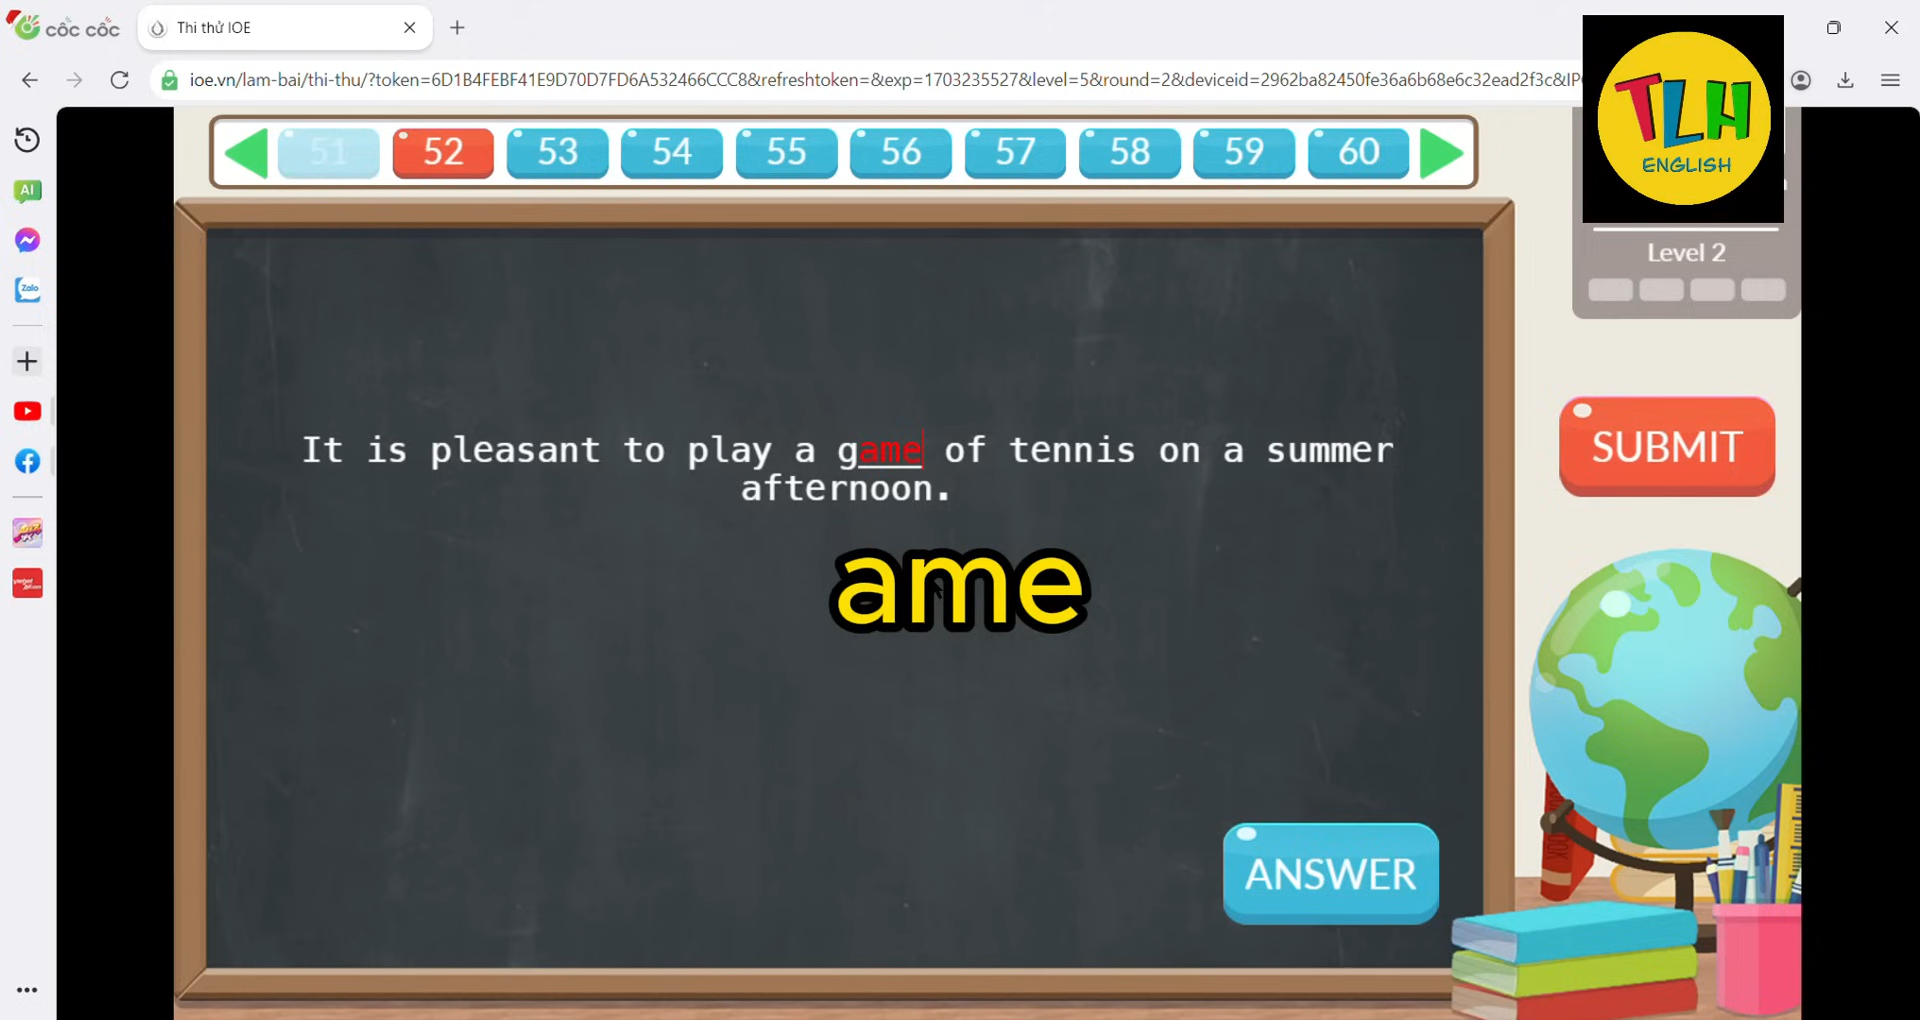 cốc cốc
Thi thử IOE
ioe.vn/lam-bai/thi-thu/?token=6D1B4FEBF41E9D70D7FD6A532466CCC8&refreshtoken=&exp=1703235527&level=5&round=2&deviceid=2962ba82450fe36a6b68e6c32ead2f3c&IP
AI
Zalo
51 52 53 54 55 56 57 58 59 60
TLH
ENGLISH
Level 2
It is pleasant to play a game of tennis on a summer
afternoon.
ame
SUBMIT
ANSWER